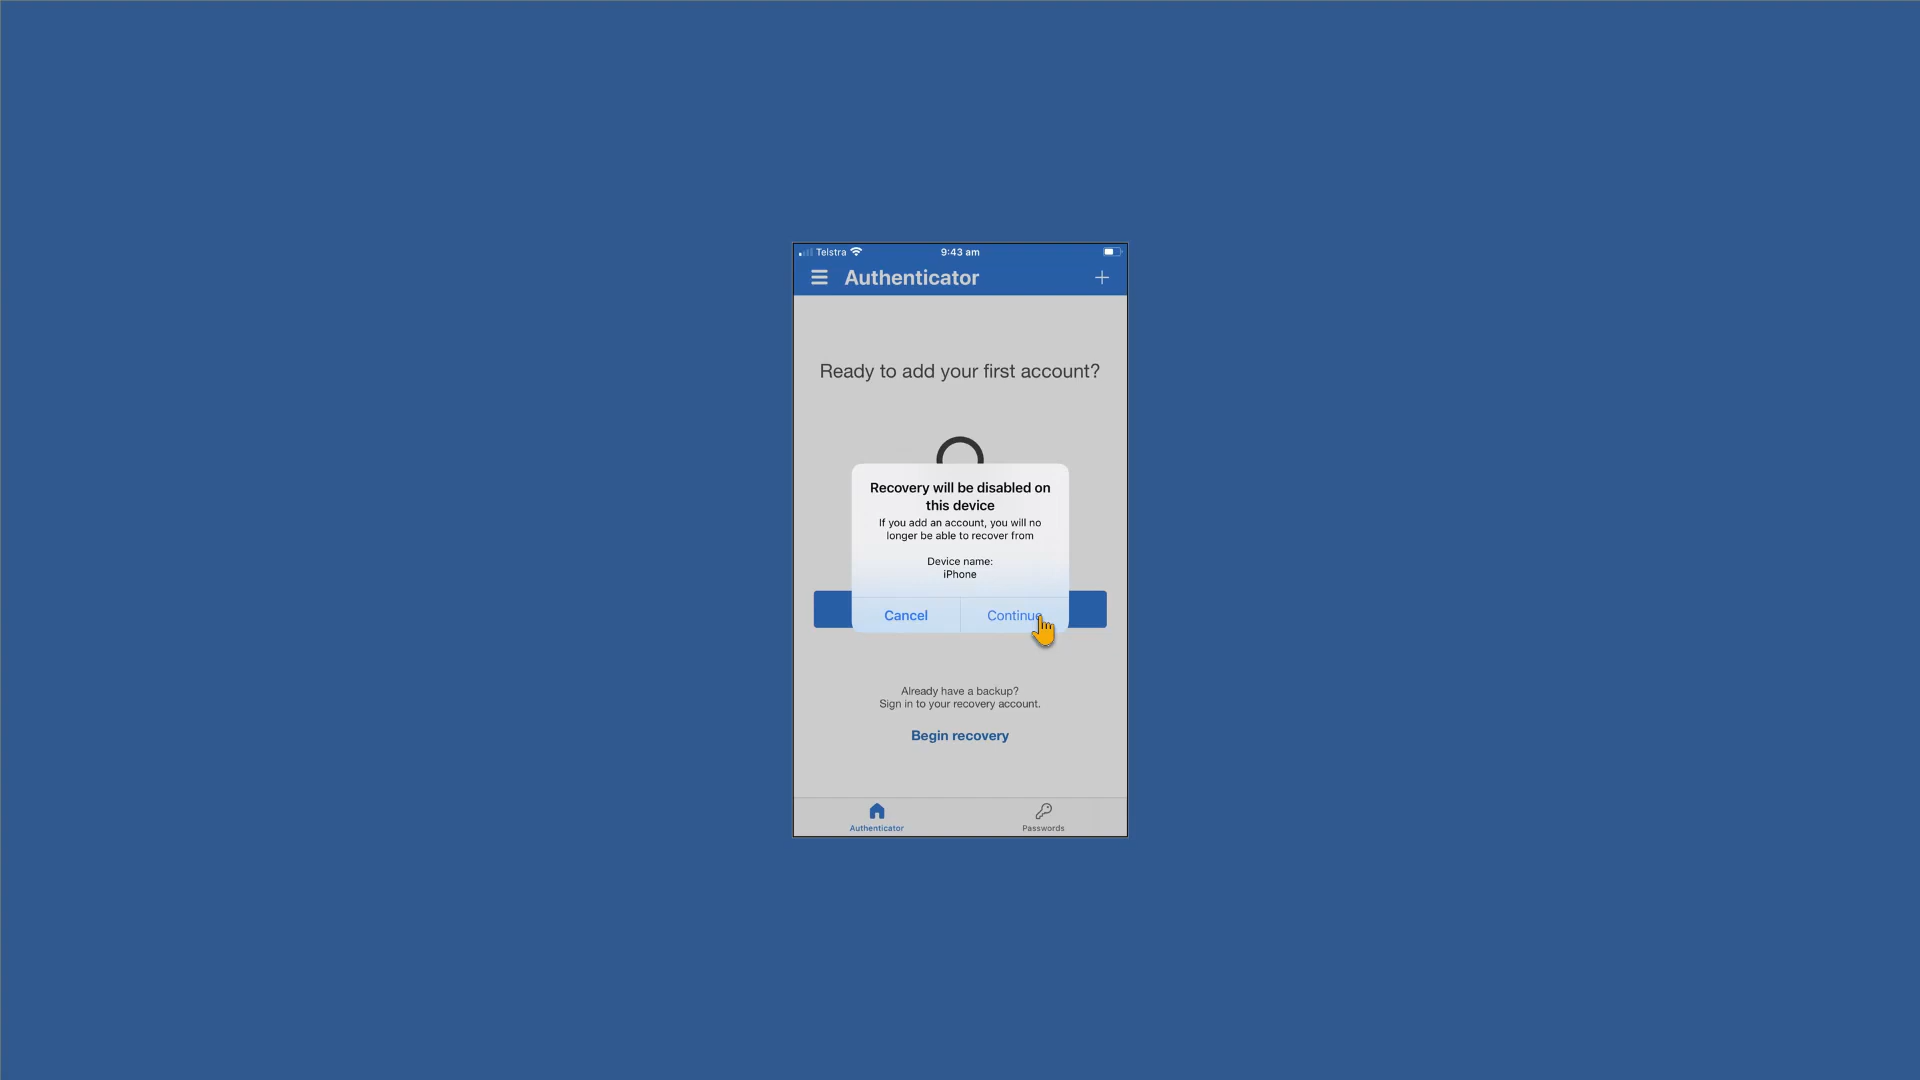 Telstra
9:43 am
Authenticator
Ready to add your first account?
Recovery will be disabled on
this device
If you add an account, you will no
longer be able to recover from
Device name:
iPhone
Cancel
Continue
Already have a backup?
Sign in to your recovery account.
Begin recovery
Authenticator
Passwords